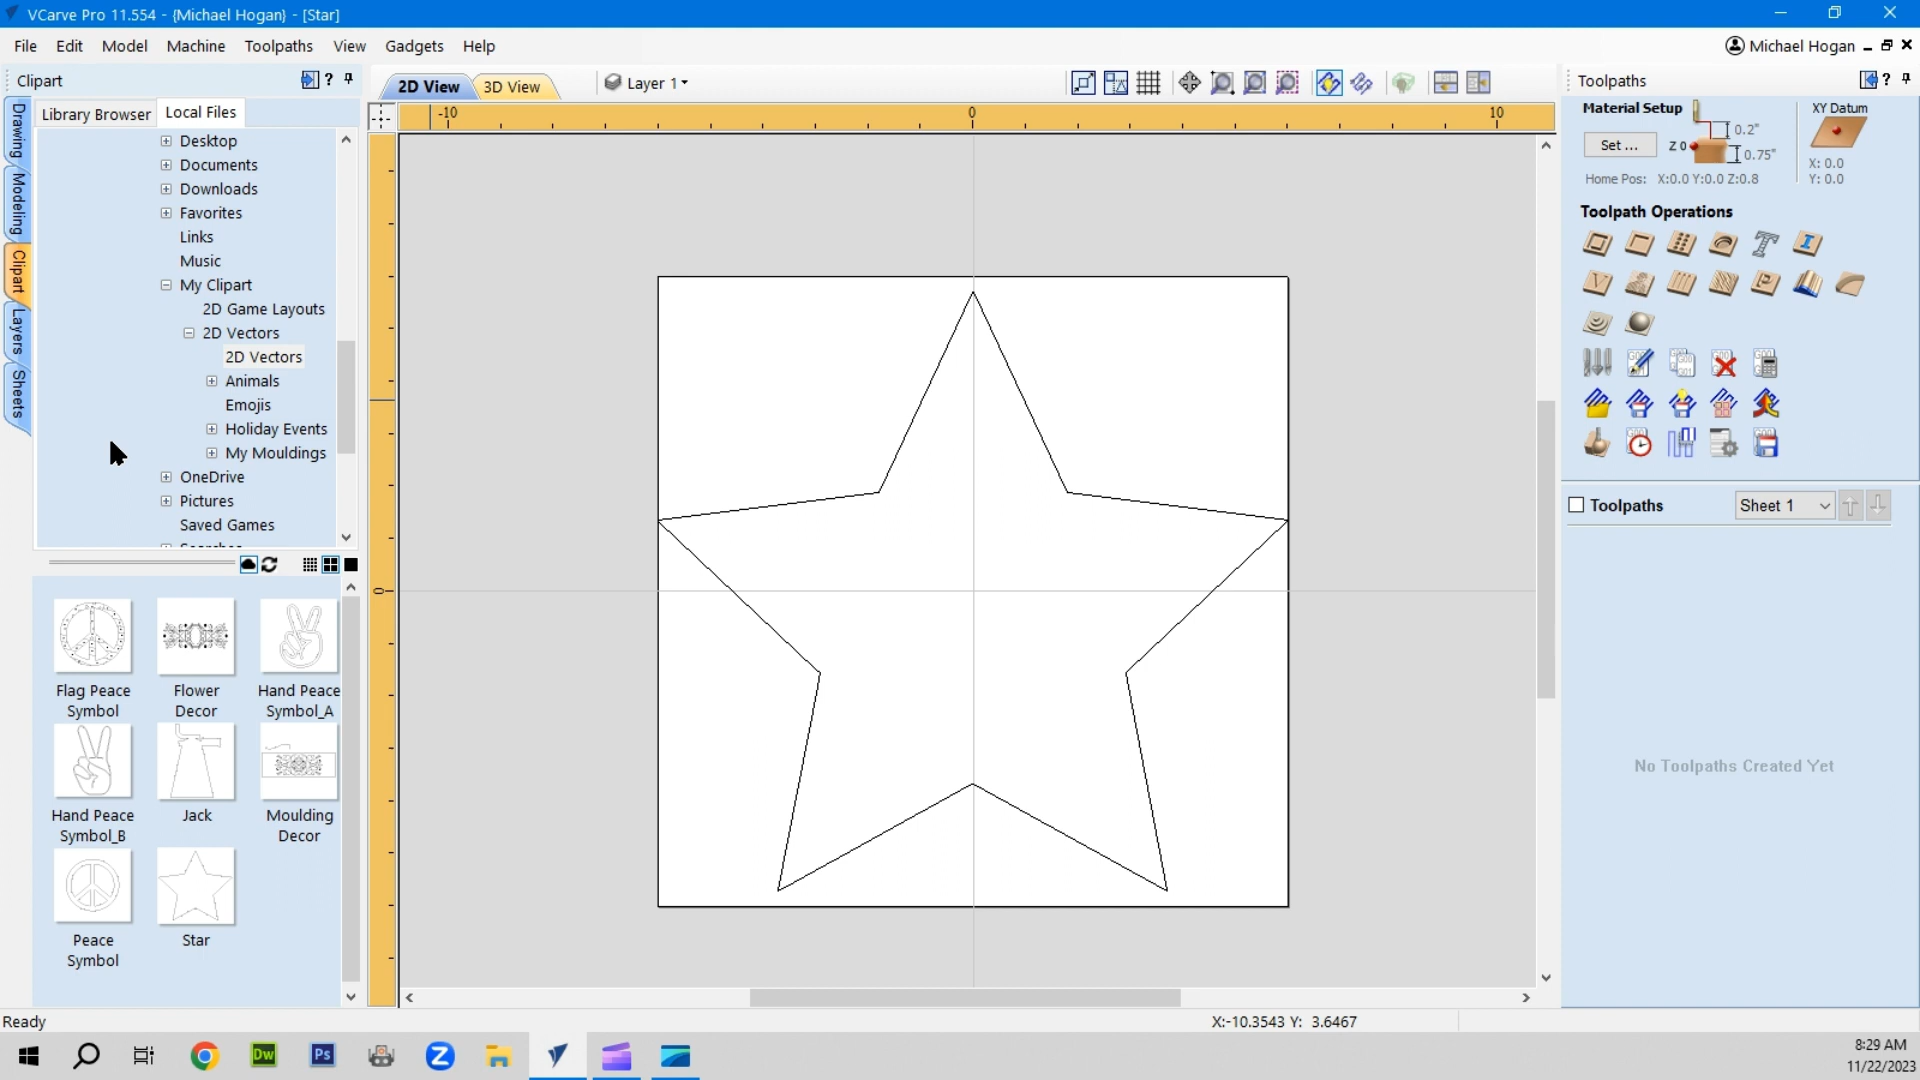 VCarve Pro 11.554 - {Michael Hogan} - [Star]
File Edit Model Machine Toolpaths View Gadgets Help
Michael Hogan
Clipart
?
Library Browser Local Files
Drawing
Modeling
Clipart
Layers
Sheets
Desktop
Documents
Downloads
Favorites
Links
Music
My Clipart
2D Game Layouts
2D Vectors
2D Vectors
Animals
Emojis
Holiday Events
My Mouldings
OneDrive
Pictures
Saved Games
Flag Peace
Symbol
Flower
Decor
Hand Peace
Symbol_A
Hand Peace
Symbol_B
Jack
Moulding
Decor
Peace
Symbol
Star
2D View 3D View
Layer 1
-10 0 10
0
Toolpaths
?
Material Setup
Set ...
Z 0
0.2"
0.75"
Home Pos: X:0.0 Y:0.0 Z:0.8
XY Datum
X: 0.0
Y: 0.0
Toolpath Operations
Toolpaths
Sheet 1
No Toolpaths Created Yet
Ready
X:-10.3543 Y: 3.6467
Dw
Ps
Z
8:29 AM
11/22/2023